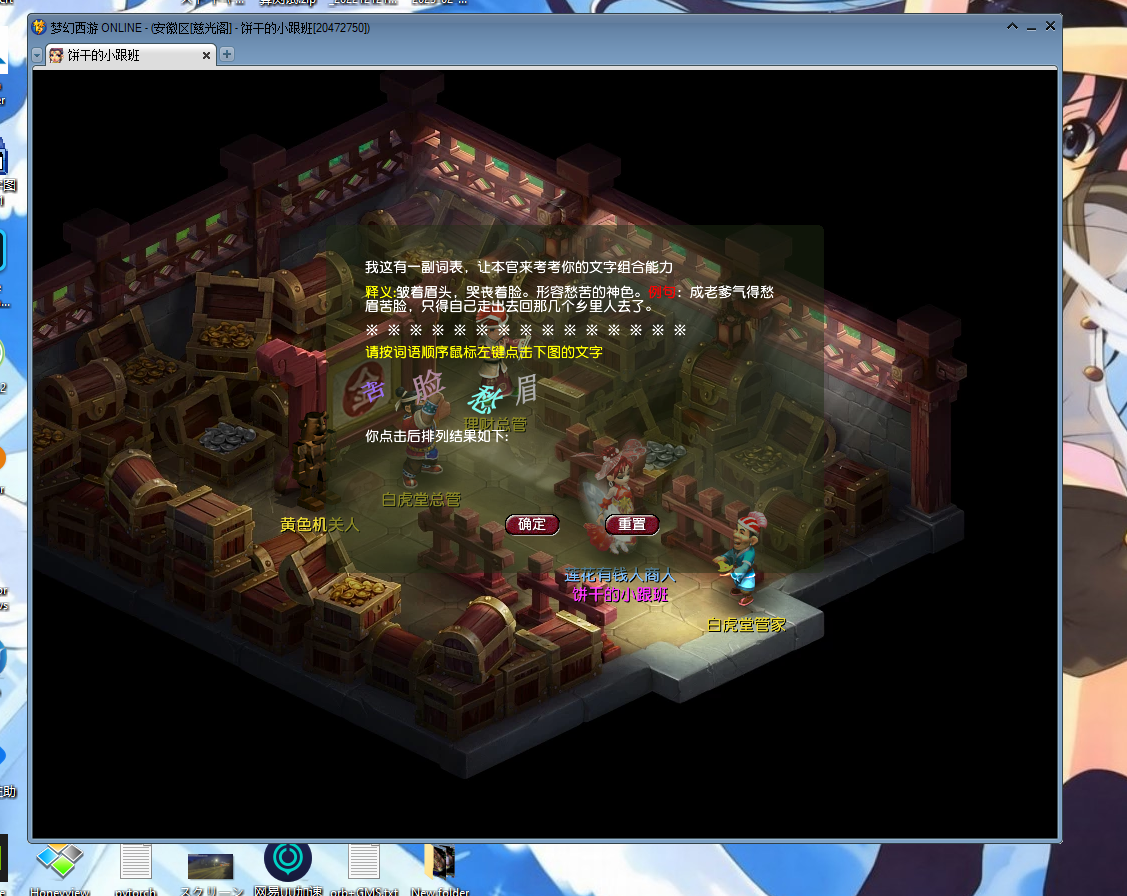 梦幻西游 ONLINE - (安徽区[慈光阁] - 饼干的小跟班[20472750])
饼干的小跟班
我这有一副词表，让本官来考考你的文字组合能力
释义:皱着眉头，哭丧着脸。形容愁苦的神色。例句：成老爹气得愁
眉苦脸，只得自己走出去回那几个乡里人去了。
※ ※ ※ ※ ※ ※ ※ ※ ※ ※ ※ ※ ※ ※ ※
请按词语顺序鼠标左键点击下图的文字
苦 脸 愁 眉
理财总管
你点击后排列结果如下:
白虎堂总管
黄色机关人
确定 重置
莲花有钱人商人
饼干的小跟班
白虎堂管家
Honeyview pytorch スクリーン 网易UU加速 orb+GMS.txt New folder